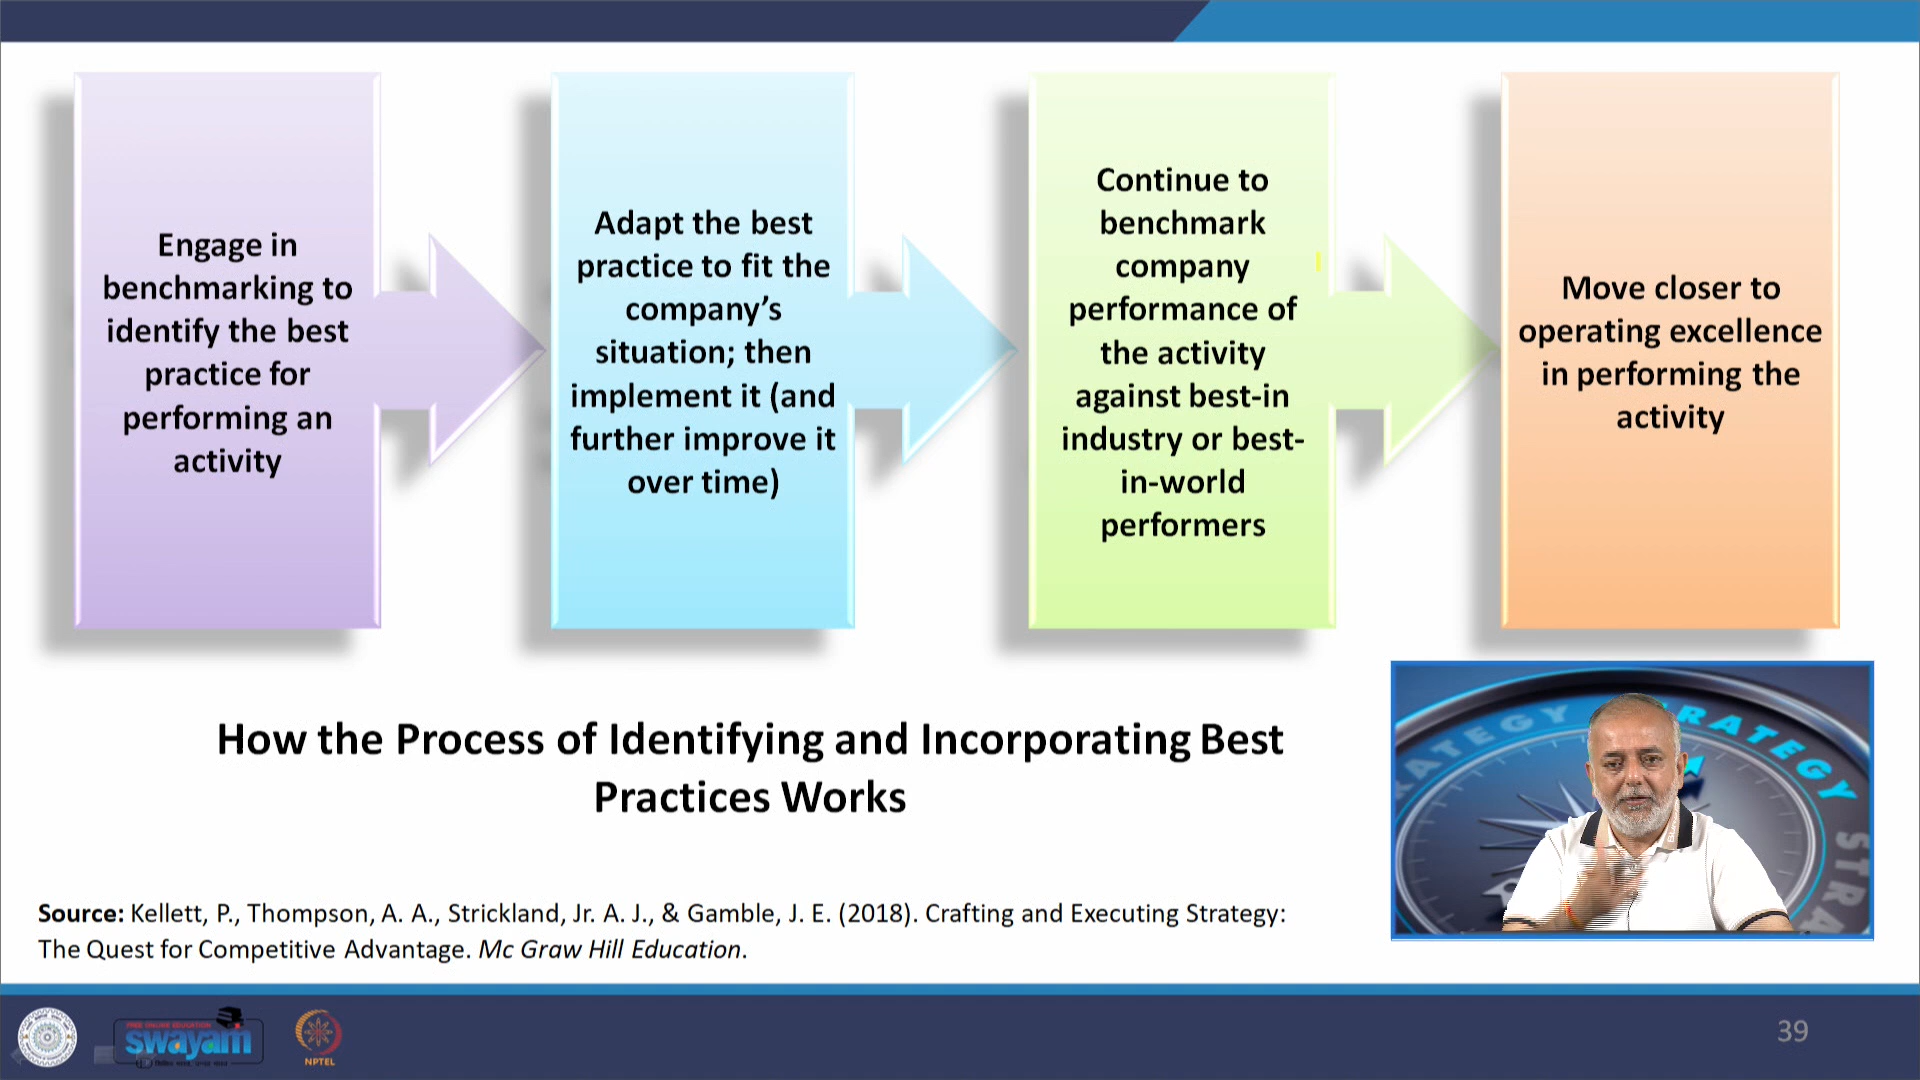 Engage in
benchmarking to
identify the best
practice for
performing an
activity
Adapt the best
practice to fit the
company’s
situation; then
implement it (and
further improve it
over time)
Continue to
benchmark
company
performance of
the activity
against best-in
industry or best-
in-world
performers
Move closer to
operating excellence
in performing the
activity
How the Process of Identifying and Incorporating Best
Practices Works
STRATEGY
STRA
Source: Kellett, P., Thompson, A. A., Strickland, Jr. A. J., & Gamble, J. E. (2018). Crafting and Executing Strategy:
The Quest for Competitive Advantage. Mc Graw Hill Education.
FREE ONLINE EDUCATION
swayam
NPTEL
39